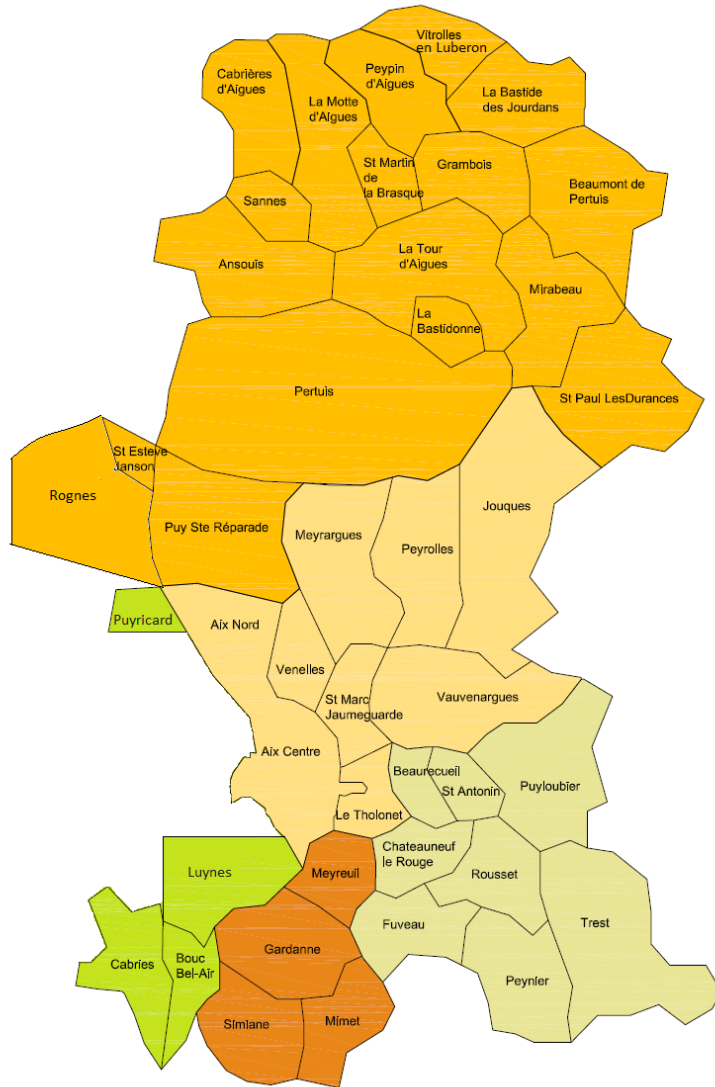 Vitrolles
en Luberon
Cabrières
d'Aigues
Peypin
d'Aigues
La Motte
d'Aigues
La Bastide
des Jourdans
St Martin
de
la Brasque
Grambois
Beaumont de
Pertuis
Sannes
Ansouis
La Tour
d'Aigues
Mirabeau
La
Bastidonne
Pertuis
St Paul LesDurances
St Esteve
Janson
Rognes
Puy Ste Réparade
Meyrargues
Peyrolles
Jouques
Puyricard
Aix Nord
Venelles
St Marc
Jaumeguarde
Vauvenargues
Aix Centre
Beaurecueil
St Antonin
Puyloubier
Le Tholonet
Chateauneuf
le Rouge
Luynes
Meyreuil
Rousset
Trest
Fuveau
Gardanne
Cabries
Bouc
Bel-Air
Peynier
Simiane
Mimet